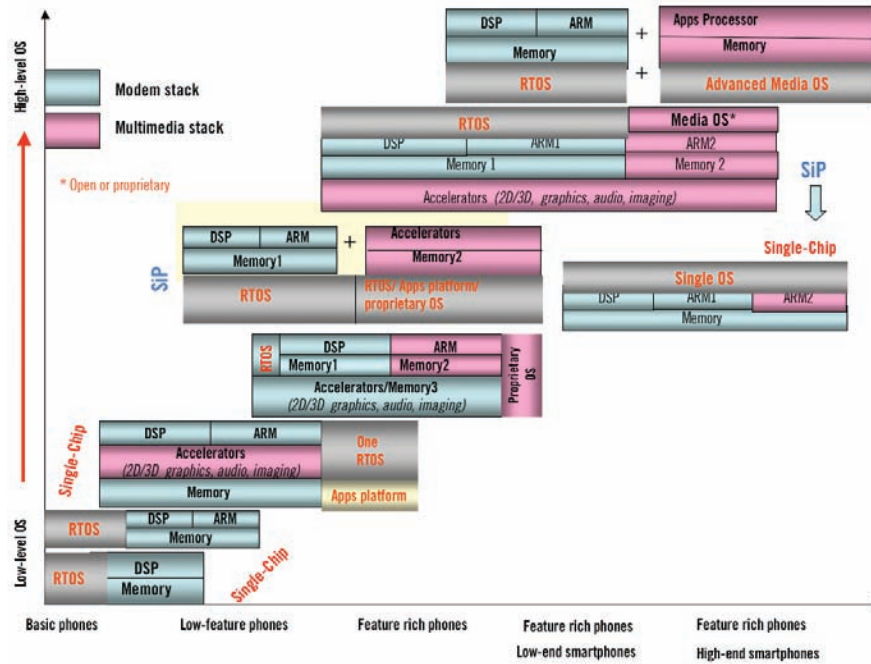 High-level OS
DSP ARM
Memory
RTOS
+
+
Apps Processor
Memory
Advanced Media OS
Modem stack
Multimedia stack
* Open or proprietary
RTOS Media OS*
DSP ARM1 ARM2
Memory 1 Memory 2
Accelerators (2D/3D, graphics, audio, imaging)
SiP
Single-Chip
SiP
DSP ARM
Memory1
+
Accelerators
Memory2
RTOS
RTOS/ Apps platform/
proprietary OS
Single OS
DSP ARM1 ARM2
Memory
RTOS
DSP ARM
Memory1 Memory2
Accelerators/Memory3
(2D/3D graphics, audio, imaging)
Proprietary
OS
Single-Chip
DSP ARM
Accelerators
(2D/3D graphics, audio, imaging)
Memory
One
RTOS
Apps platform
RTOS
DSP ARM
Memory
RTOS
DSP
Memory
Single-Chip
Low-level OS
Basic phones
Low-feature phones
Feature rich phones
Feature rich phones
Low-end smartphones
Feature rich phones
High-end smartphones